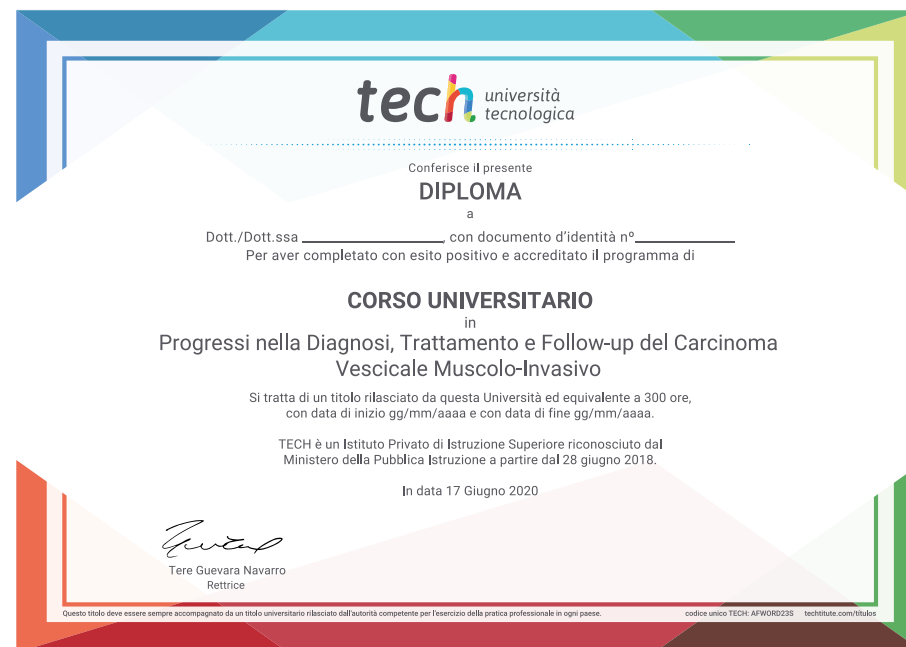 tech università
tecnologica
Conferisce il presente
DIPLOMA
a
Dott./Dott.ssa ____________________, con documento d'identità nº______________
Per aver completato con esito positivo e accreditato il programma di
CORSO UNIVERSITARIO
in
Progressi nella Diagnosi, Trattamento e Follow-up del Carcinoma
Vescicale Muscolo-Invasivo
Si tratta di un titolo rilasciato da questa Università ed equivalente a 300 ore,
con data di inizio gg/mm/aaaa e con data di fine gg/mm/aaaa.
TECH è un Istituto Privato di Istruzione Superiore riconosciuto dal
Ministero della Pubblica Istruzione a partire dal 28 giugno 2018.
In data 17 Giugno 2020
Tere Guevara Navarro
Rettrice
Questo titolo deve essere sempre accompagnato da un titolo universitario rilasciato dall'autorità competente per l'esercizio della pratica professionale in ogni paese. codice unico TECH: AFWORD23S techtitute.com/titulos